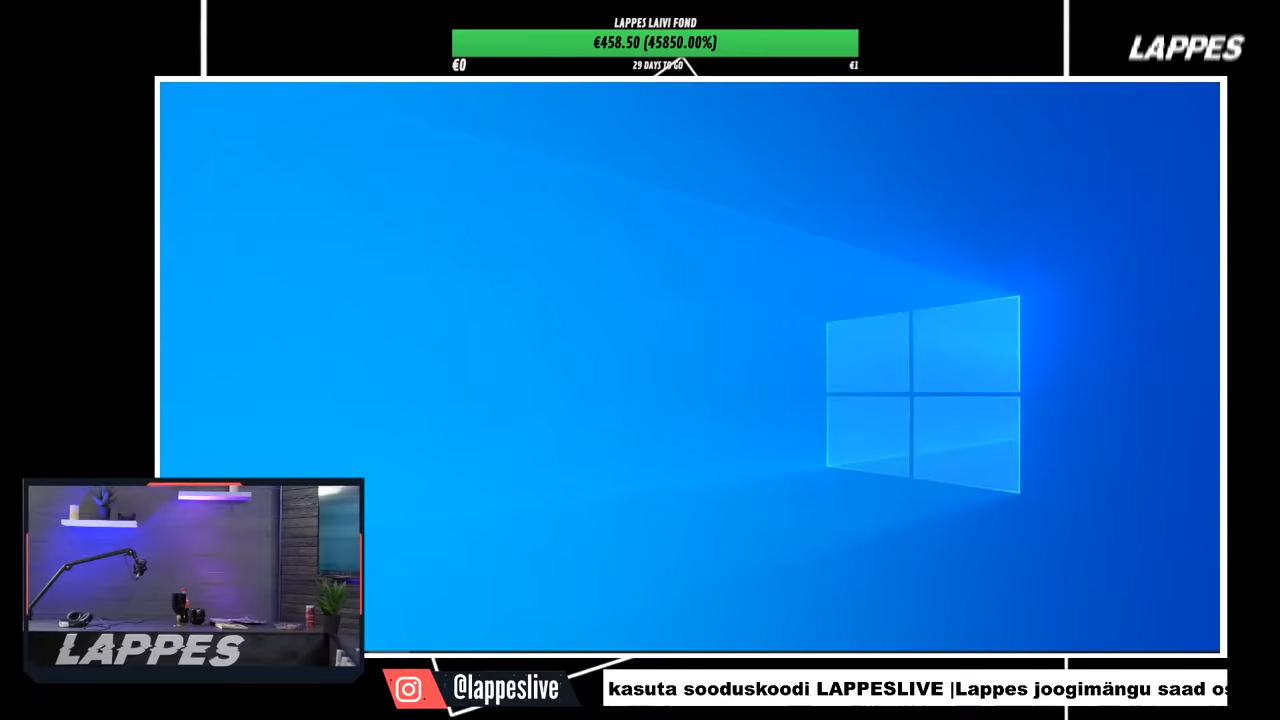 LAPPES LAIVI FOND
€458.50 (45850.00%)
€0
29 DAYS TO GO
€1
LAPPES
LAPPES
@lappeslive
kasuta sooduskoodi LAPPESLIVE |Lappes joogimängu saad os